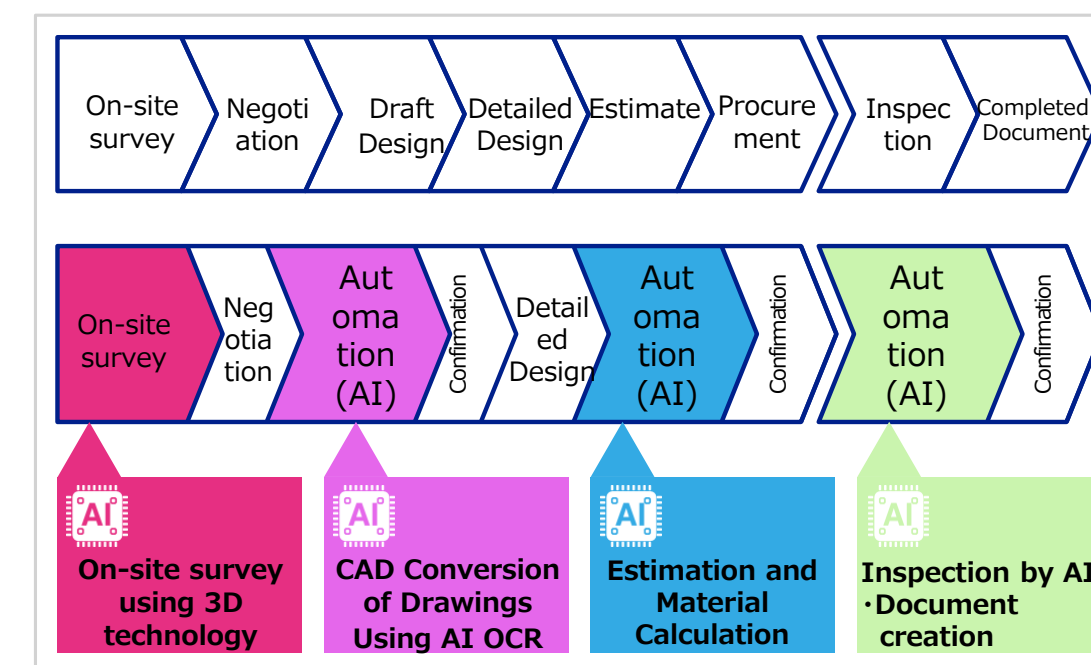 On-site
survey
Negoti
ation
Draft
Design
Detailed
Design
Estimate
Procure
ment
Inspec
tion
Completed
Document
On-site
survey
Neg
otia
tion
Aut
oma
tion
(AI)
Confirmation
Detail
ed
Design
Aut
oma
tion
(AI)
Confirmation
Aut
oma
tion
(AI)
Confirmation
AI
On-site survey
using 3D
technology
AI
CAD Conversion
of Drawings
Using AI OCR
AI
Estimation and
Material
Calculation
AI
Inspection by AI
・Document
creation